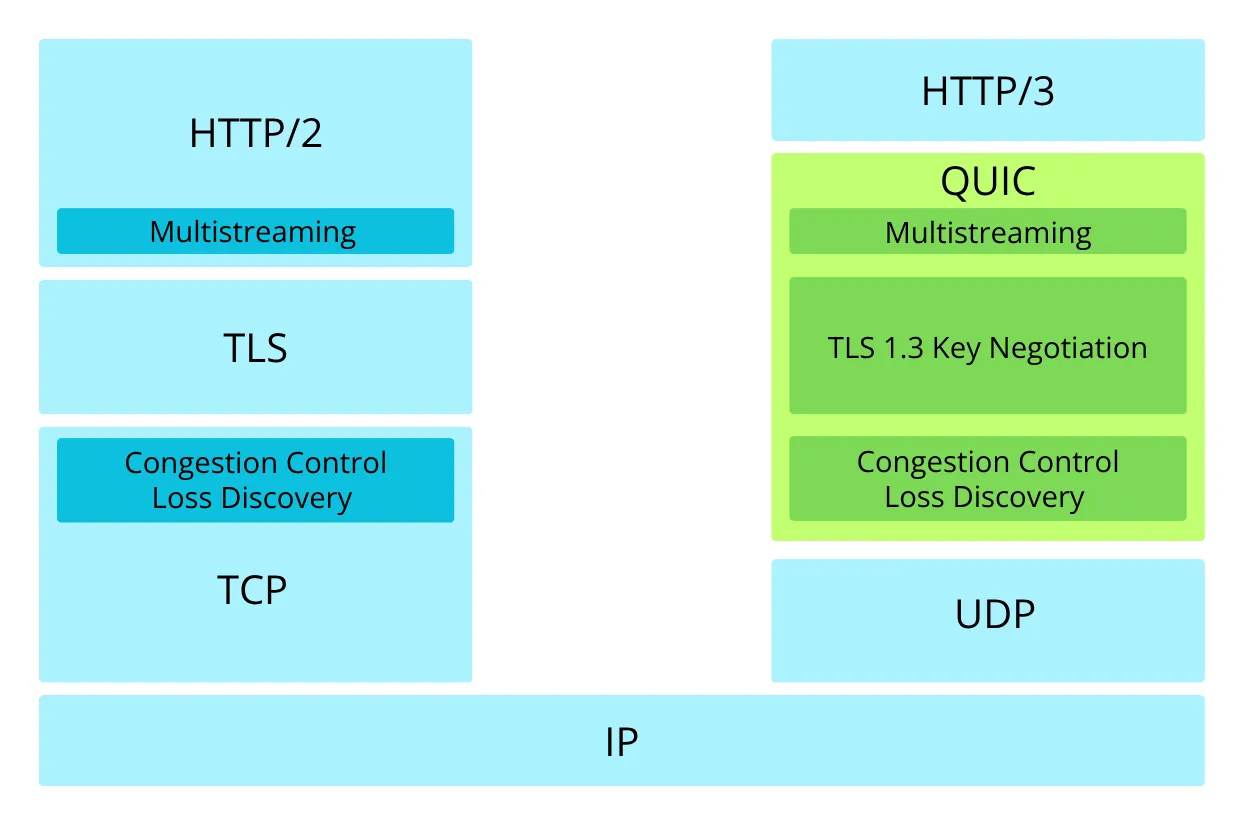 HTTP/2
Multistreaming
TLS
Congestion Control
Loss Discovery
TCP
HTTP/3
QUIC
Multistreaming
TLS 1.3 Key Negotiation
Congestion Control
Loss Discovery
UDP
IP